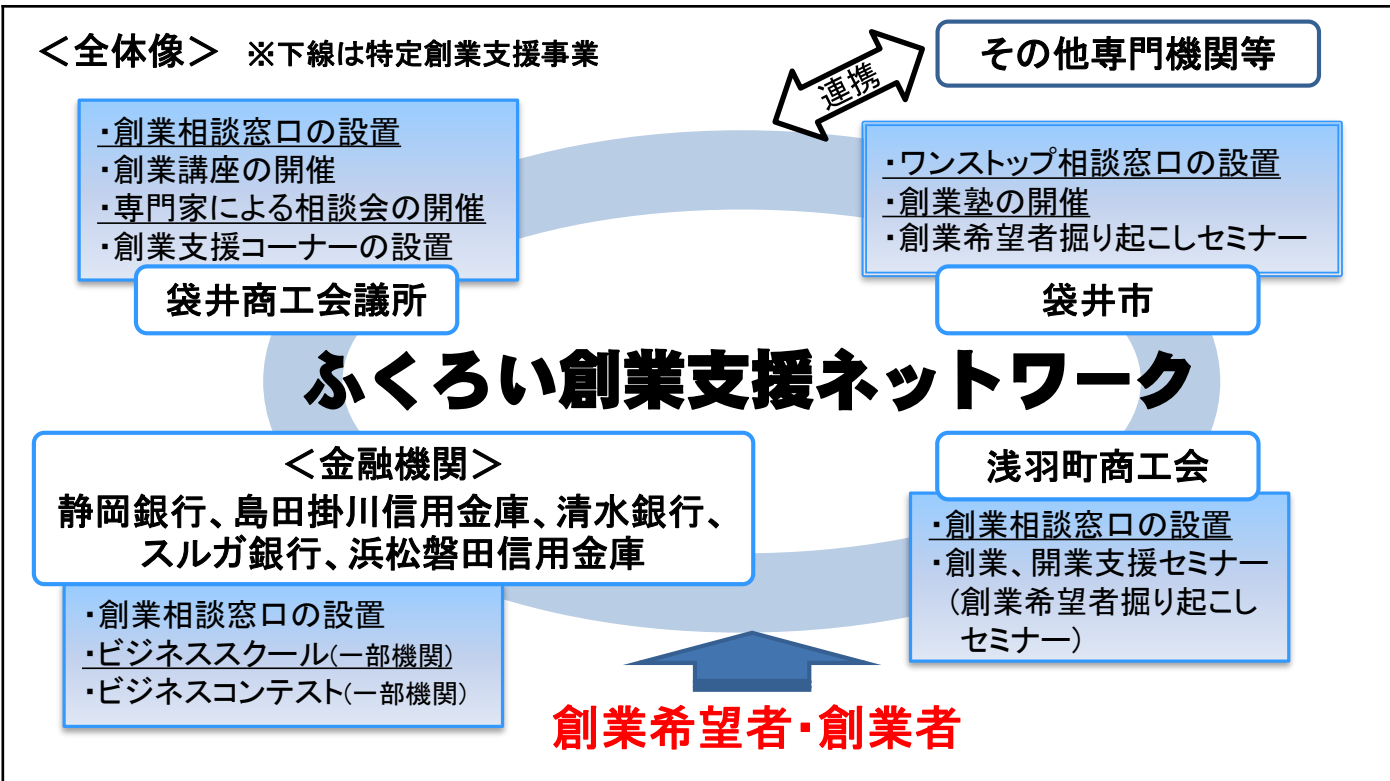 ＜全体像＞ ※下線は特定創業支援事業
連携
その他専門機関等
・創業相談窓口の設置
・創業講座の開催
・専門家による相談会の開催
・創業支援コーナーの設置
袋井商工会議所
・ワンストップ相談窓口の設置
・創業塾の開催
・創業希望者掘り起こしセミナー
袋井市
ふくろい創業支援ネットワーク
＜金融機関＞
静岡銀行、島田掛川信用金庫、清水銀行、
スルガ銀行、浜松磐田信用金庫
・創業相談窓口の設置
・ビジネススクール(一部機関)
・ビジネスコンテスト(一部機関)
浅羽町商工会
・創業相談窓口の設置
・創業、開業支援セミナー
（創業希望者掘り起こし
セミナー）
創業希望者・創業者